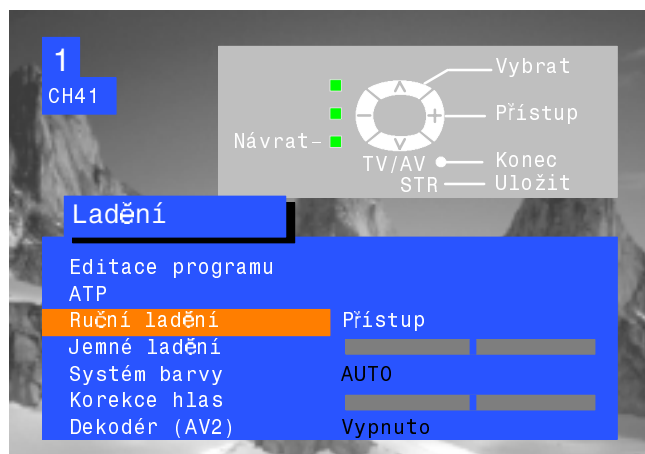 1
CH41
Vybrat
Přístup
Návrat–
TV/AV
Konec
STR
Uložit
Ladění
Editace programu
ATP
Ruční ladění Přístup
Jemné ladění
Systém barvy AUTO
Korekce hlas
Dekodér (AV2) Vypnuto